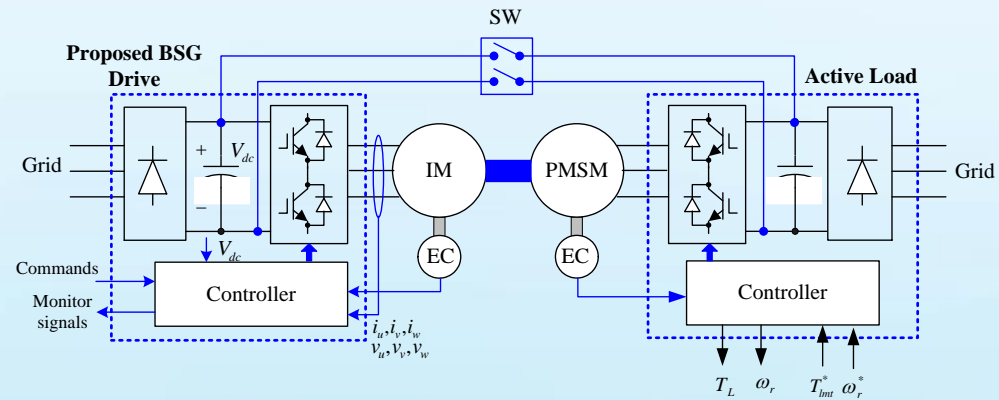 SW
Proposed BSG
Drive
Active Load
Grid
+
V_dc
−
IM
PMSM
Grid
EC
EC
V_dc
Commands
Monitor
signals
Controller
Controller
i_u, i_v, i_w
v_u, v_v, v_w
T_L
ω_r
T*_lmt
ω*_r